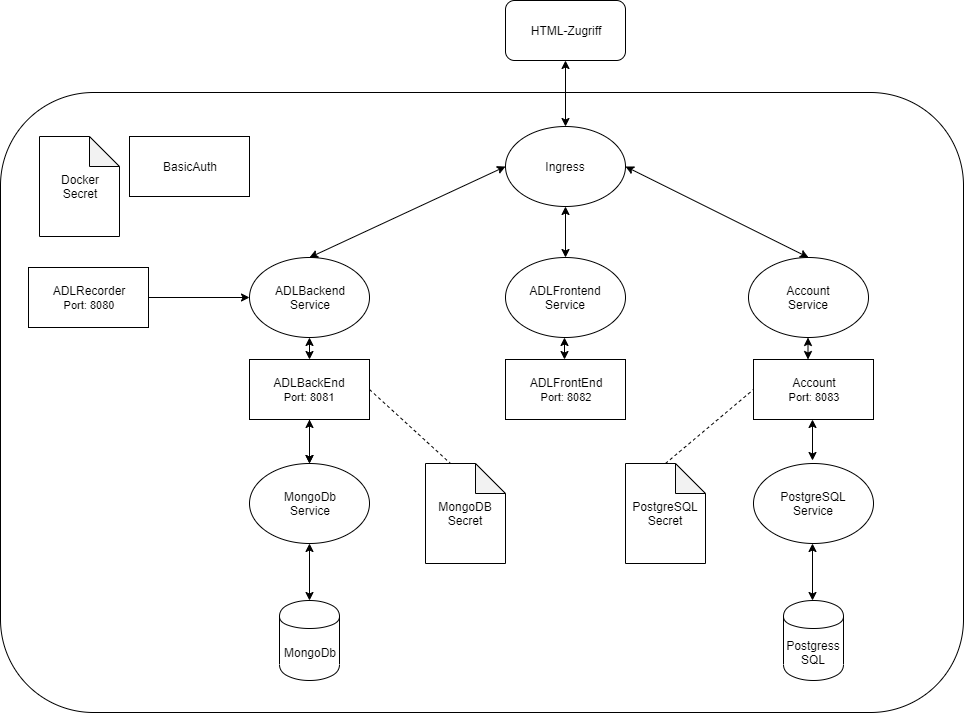 HTML-Zugriff
Ingress
Docker
Secret
BasicAuth
ADLRecorder
Port: 8080
ADLBackend
Service
ADLFrontend
Service
Account
Service
ADLBackEnd
Port: 8081
ADLFrontEnd
Port: 8082
Account
Port: 8083
MongoDb
Service
MongoDB
Secret
PostgreSQL
Secret
PostgreSQL
Service
MongoDb
Postgress
SQL